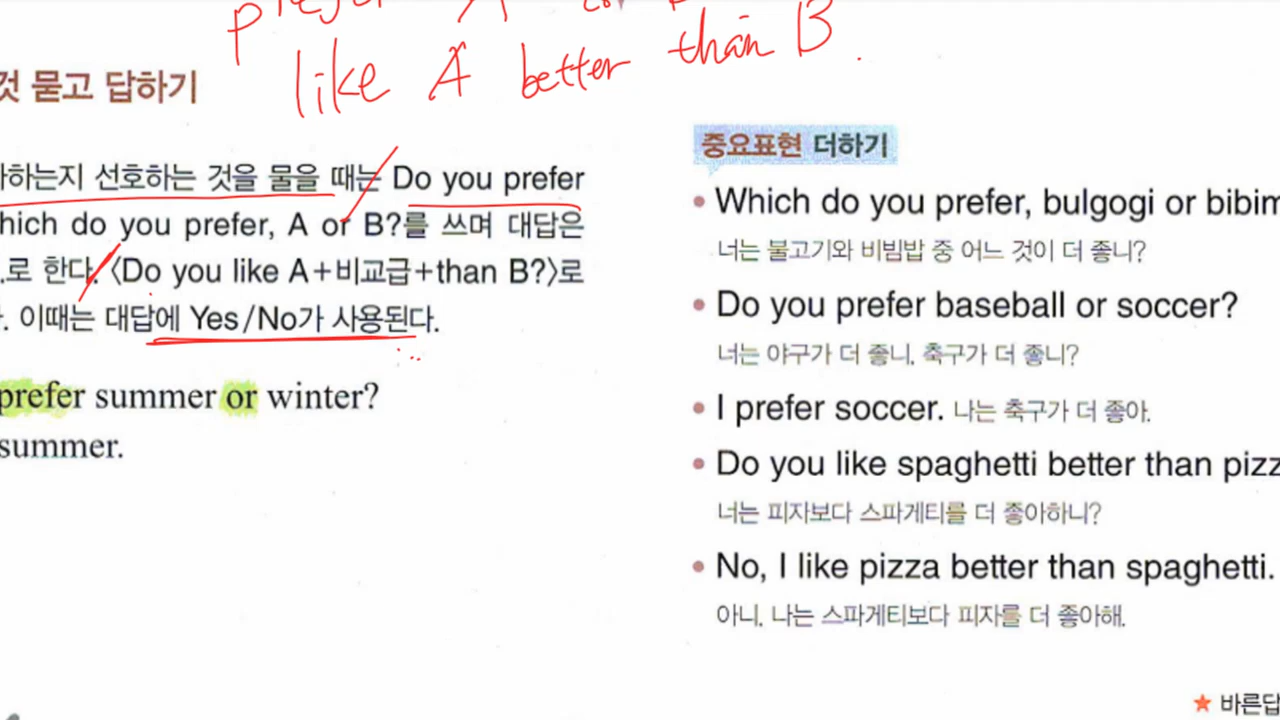 prefer A to B
like A better than B.
것 묻고 답하기
하는지 선호하는 것을 물을 때는 Do you prefer
hich do you prefer, A or B?를 쓰며 대답은
.로 한다. 〈Do you like A+비교급+than B?〉로
. 이때는 대답에 Yes/No가 사용된다.
prefer summer or winter?
summer.
중요표현 더하기
• Which do you prefer, bulgogi or bibim
너는 불고기와 비빔밥 중 어느 것이 더 좋니?
• Do you prefer baseball or soccer?
너는 야구가 더 좋니, 축구가 더 좋니?
• I prefer soccer. 나는 축구가 더 좋아.
• Do you like spaghetti better than pizz
너는 피자보다 스파게티를 더 좋아하니?
• No, I like pizza better than spaghetti.
아니, 나는 스파게티보다 피자를 더 좋아해.
★ 바른답